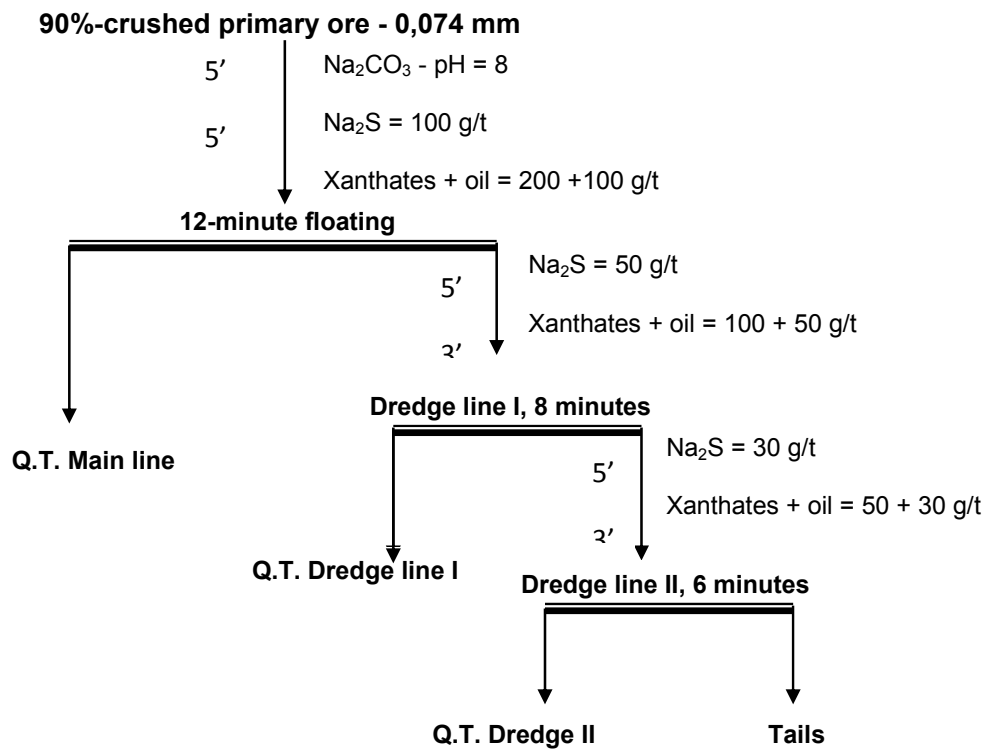 90%-crushed primary ore - 0,074 mm
5′
Na₂CO₃ - pH = 8
5′
Na₂S = 100 g/t
Xanthates + oil = 200 +100 g/t
12-minute floating
5′
Na₂S = 50 g/t
Xanthates + oil = 100 + 50 g/t
3′
Dredge line I, 8 minutes
Q.T. Main line
5′
Na₂S = 30 g/t
Xanthates + oil = 50 + 30 g/t
3′
Q.T. Dredge line I
Dredge line II, 6 minutes
Q.T. Dredge II
Tails